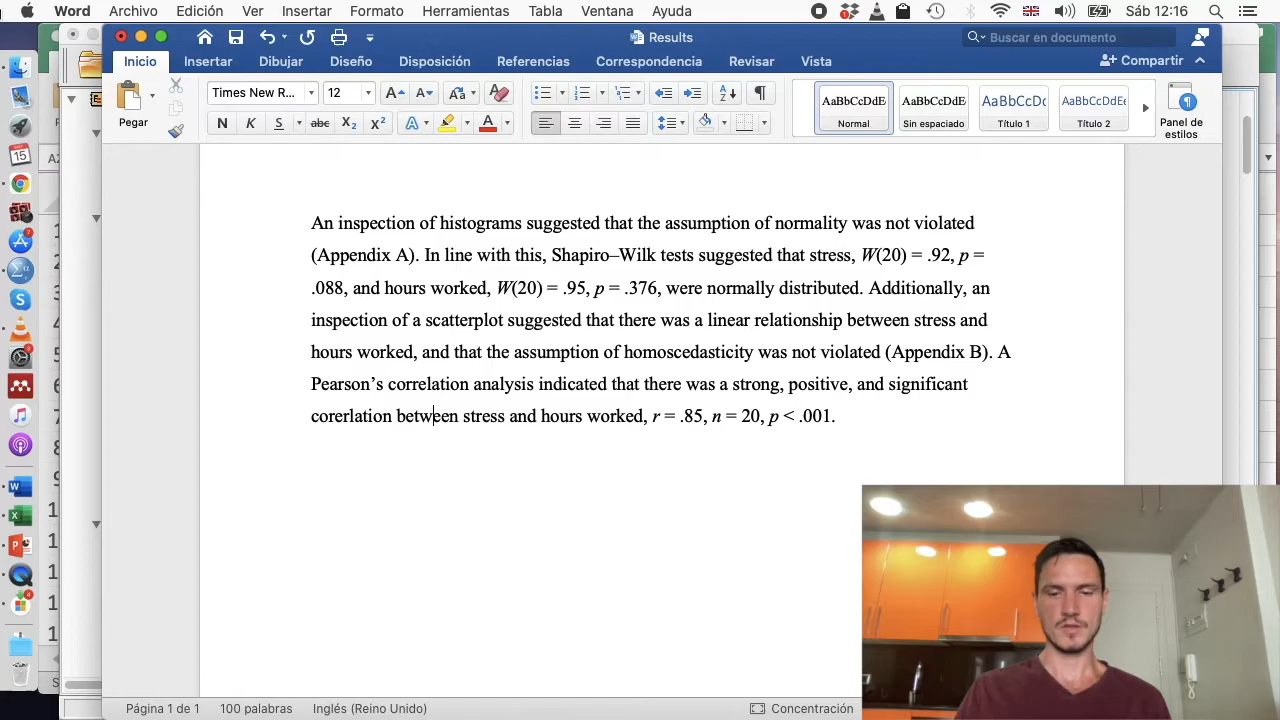 Word Archivo Edición Ver Insertar Formato Herramientas Tabla Ventana Ayuda Sáb 12:16
Results
Buscar en documento
Inicio Insertar Dibujar Diseño Disposición Referencias Correspondencia Revisar Vista Compartir
Pegar
Times New R... 12
N K S abc X₂ X² A A
AaBbCcDdE AaBbCcDdE AaBbCcDc AaBbCcDdEe
Normal Sin espaciado Título 1 Título 2
Panel de
estilos
An inspection of histograms suggested that the assumption of normality was not violated
(Appendix A). In line with this, Shapiro–Wilk tests suggested that stress, W(20) = .92, p =
.088, and hours worked, W(20) = .95, p = .376, were normally distributed. Additionally, an
inspection of a scatterplot suggested that there was a linear relationship between stress and
hours worked, and that the assumption of homoscedasticity was not violated (Appendix B). A
Pearson’s correlation analysis indicated that there was a strong, positive, and significant
corerlation between stress and hours worked, r = .85, n = 20, p < .001.
Página 1 de 1 100 palabras Inglés (Reino Unido) Concentración